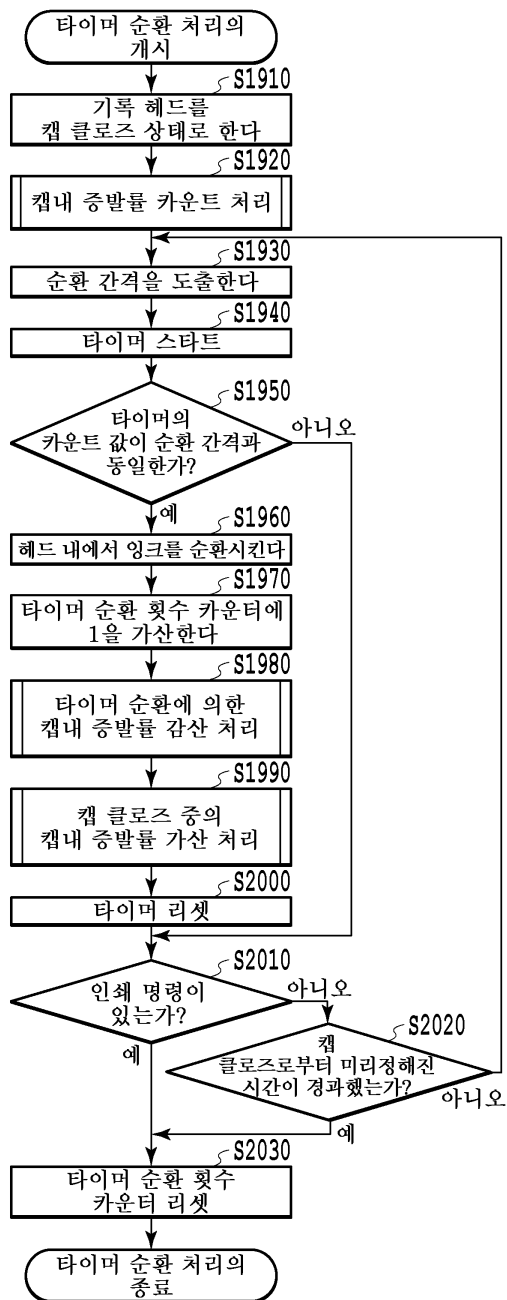 타이머 순환 처리의
개시
S1910
기록 헤드를
캡 클로즈 상태로 한다
S1920
캡내 증발률 카운트 처리
S1930
순환 간격을 도출한다
S1940
타이머 스타트
S1950
타이머의
카운트 값이 순환 간격과
동일한가?
아니오
예
S1960
헤드 내에서 잉크를 순환시킨다
S1970
타이머 순환 횟수 카운터에
1을 가산한다
S1980
타이머 순환에 의한
캡내 증발률 감산 처리
S1990
캡 클로즈 중의
캡내 증발률 가산 처리
S2000
타이머 리셋
S2010
인쇄 명령이
있는가?
아니오
예
S2020
캡
클로즈로부터 미리정해진
시간이 경과했는가?
아니오
예
S2030
타이머 순환 횟수
카운터 리셋
타이머 순환 처리의
종료